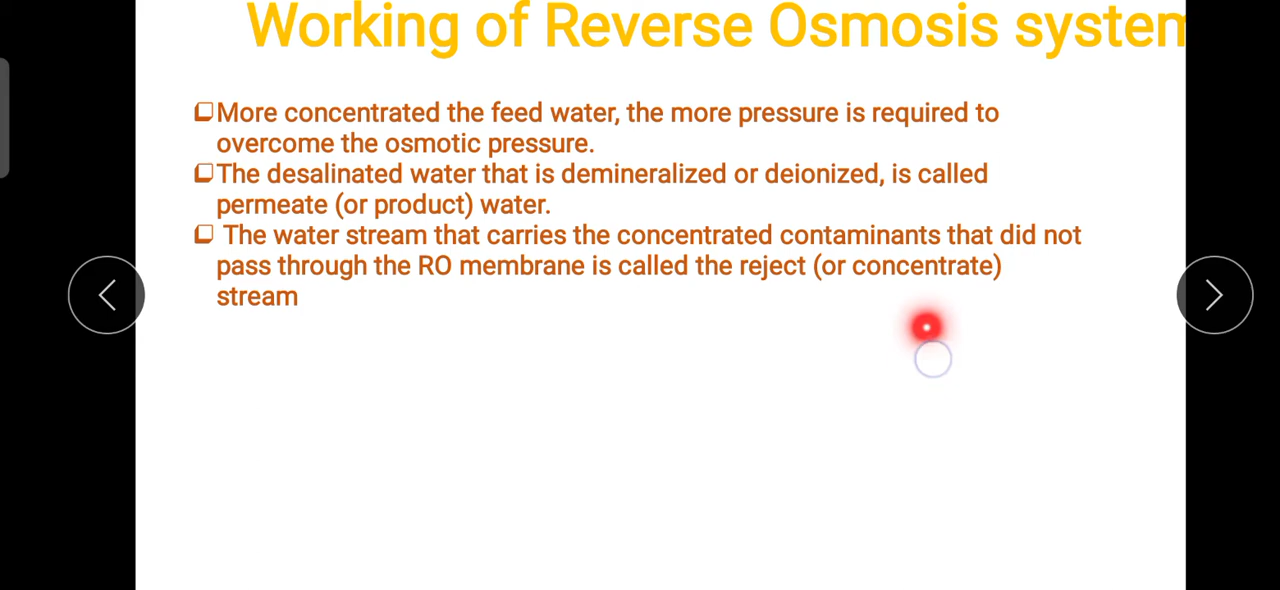 Working of Reverse Osmosis system
More concentrated the feed water, the more pressure is required to
overcome the osmotic pressure.
The desalinated water that is demineralized or deionized, is called
permeate (or product) water.
The water stream that carries the concentrated contaminants that did not
pass through the RO membrane is called the reject (or concentrate)
stream